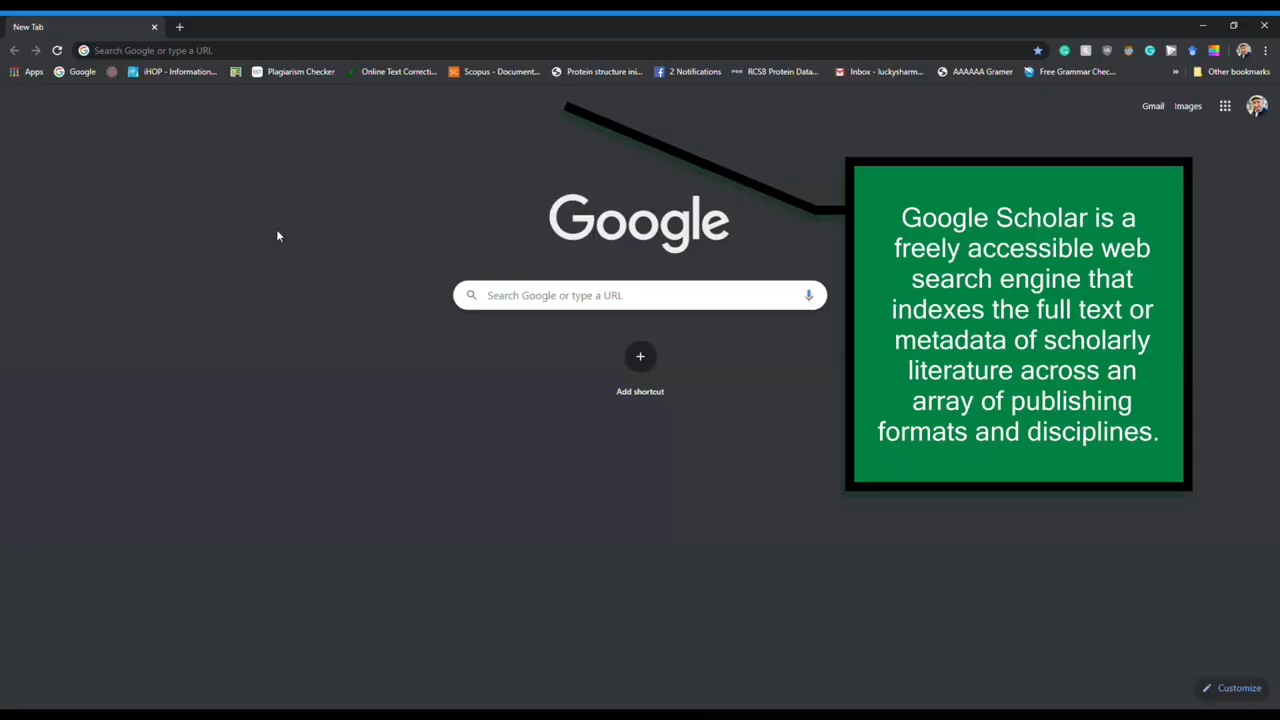 New Tab
Search Google or type a URL
Apps
Google
iHOP - Information...
Plagiarism Checker
Online Text Correcti...
Scopus - Document...
Protein structure ini...
2 Notifications
RCSB Protein Data...
Inbox - luckysharm...
AAAAAA Gramer
Free Grammar Chec...
»
Other bookmarks
Gmail
Images
Google
Search Google or type a URL
Add shortcut
Google Scholar is a
freely accessible web
search engine that
indexes the full text or
metadata of scholarly
literature across an
array of publishing
formats and disciplines.
Customize